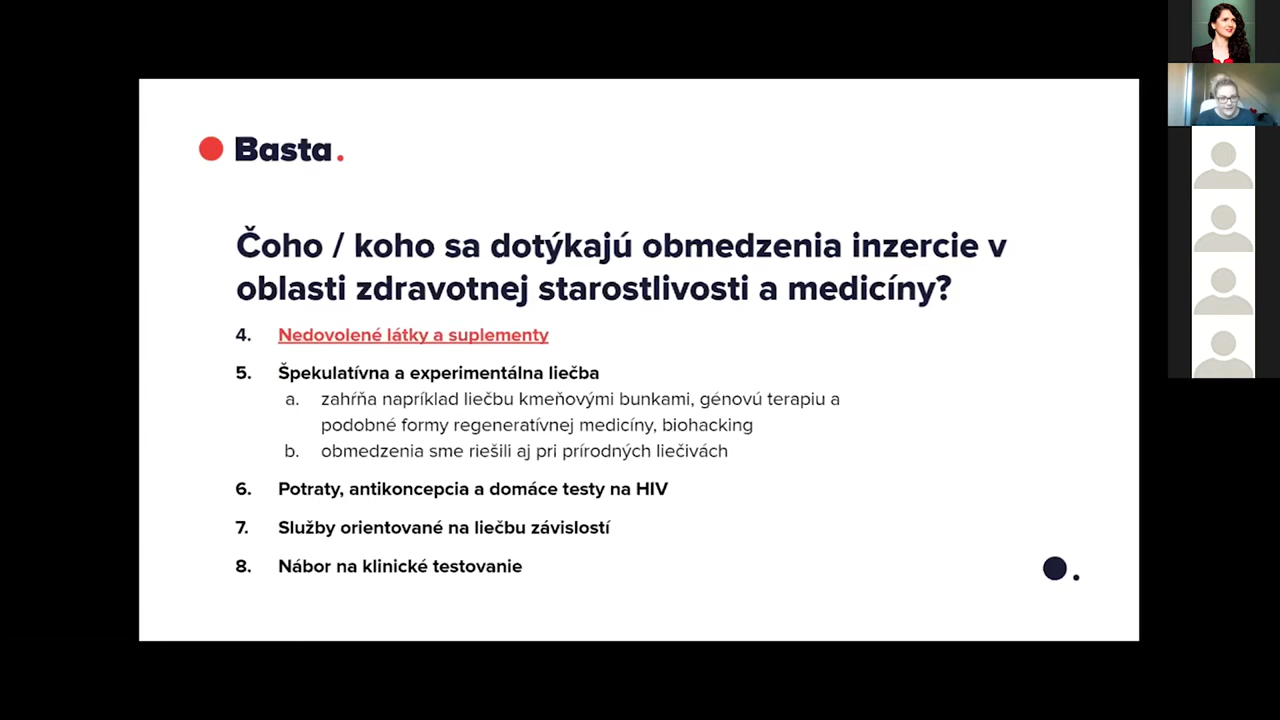 Basta.
Čoho / koho sa dotýkajú obmedzenia inzercie v
oblasti zdravotnej starostlivosti a medicíny?
4. Nedovolené látky a suplementy
5. Špekulatívna a experimentálna liečba
a. zahŕňa napríklad liečbu kmeňovými bunkami, génovú terapiu a
podobné formy regeneratívnej medicíny, biohacking
b. obmedzenia sme riešili aj pri prírodných liečivách
6. Potraty, antikoncepcia a domáce testy na HIV
7. Služby orientované na liečbu závislostí
8. Nábor na klinické testovanie